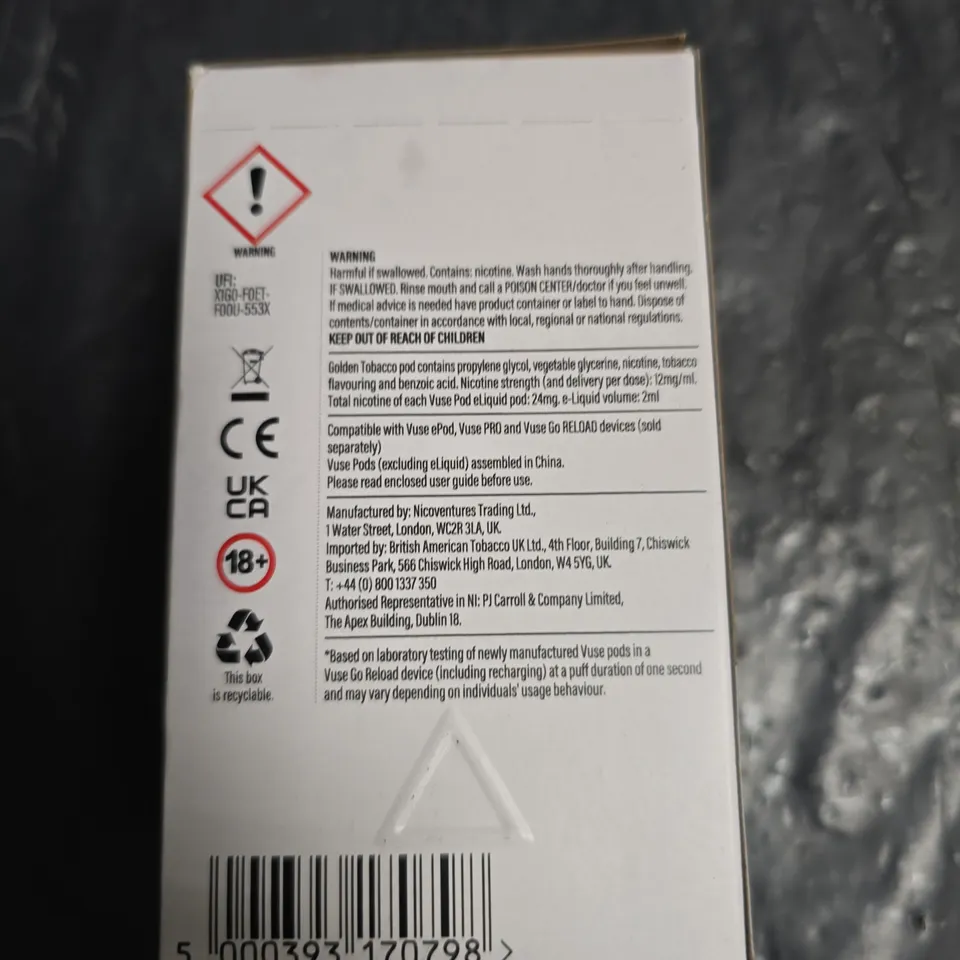 WARNING
UFI:
X1G0-F0ET-
F00U-553X
CE
UK
CA
18+
This box
is recyclable.
WARNING
Harmful if swallowed. Contains: nicotine. Wash hands thoroughly after handling.
IF SWALLOWED. Rinse mouth and call a POISON CENTER/doctor if you feel unwell.
If medical advice is needed have product container or label to hand. Dispose of
contents/container in accordance with local, regional or national regulations.
KEEP OUT OF REACH OF CHILDREN
Golden Tobacco pod contains propylene glycol, vegetable glycerine, nicotine, tobacco
flavouring and benzoic acid. Nicotine strength (and delivery per dose): 12mg/ml.
Total nicotine of each Vuse Pod eLiquid pod: 24mg. e-Liquid volume: 2ml
Compatible with Vuse ePod, Vuse PRO and Vuse Go RELOAD devices (sold
separately)
Vuse Pods (excluding eLiquid) assembled in China.
Please read enclosed user guide before use.
Manufactured by: Nicoventures Trading Ltd.,
1 Water Street, London, WC2R 3LA, UK.
Imported by: British American Tobacco UK Ltd., 4th Floor, Building 7, Chiswick
Business Park, 566 Chiswick High Road, London, W4 5YG, UK.
T: +44 (0) 800 1337 350
Authorised Representative in NI: PJ Carroll & Company Limited,
The Apex Building, Dublin 18.
*Based on laboratory testing of newly manufactured Vuse pods in a
Vuse Go Reload device (including recharging) at a puff duration of one second
and may vary depending on individuals' usage behaviour.
5 000393 170798 >